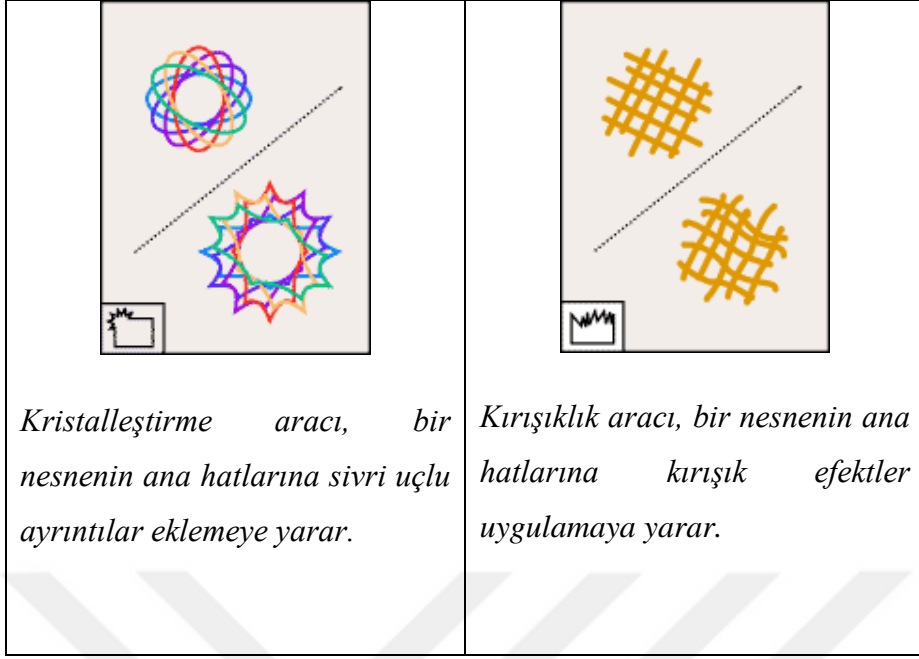 Kristalleştirme aracı, bir
nesnenin ana hatlarına sivri uçlu
ayrıntılar eklemeye yarar.
Kırışıklık aracı, bir nesnenin ana
hatlarına kırışık efektler
uygulamaya yarar.